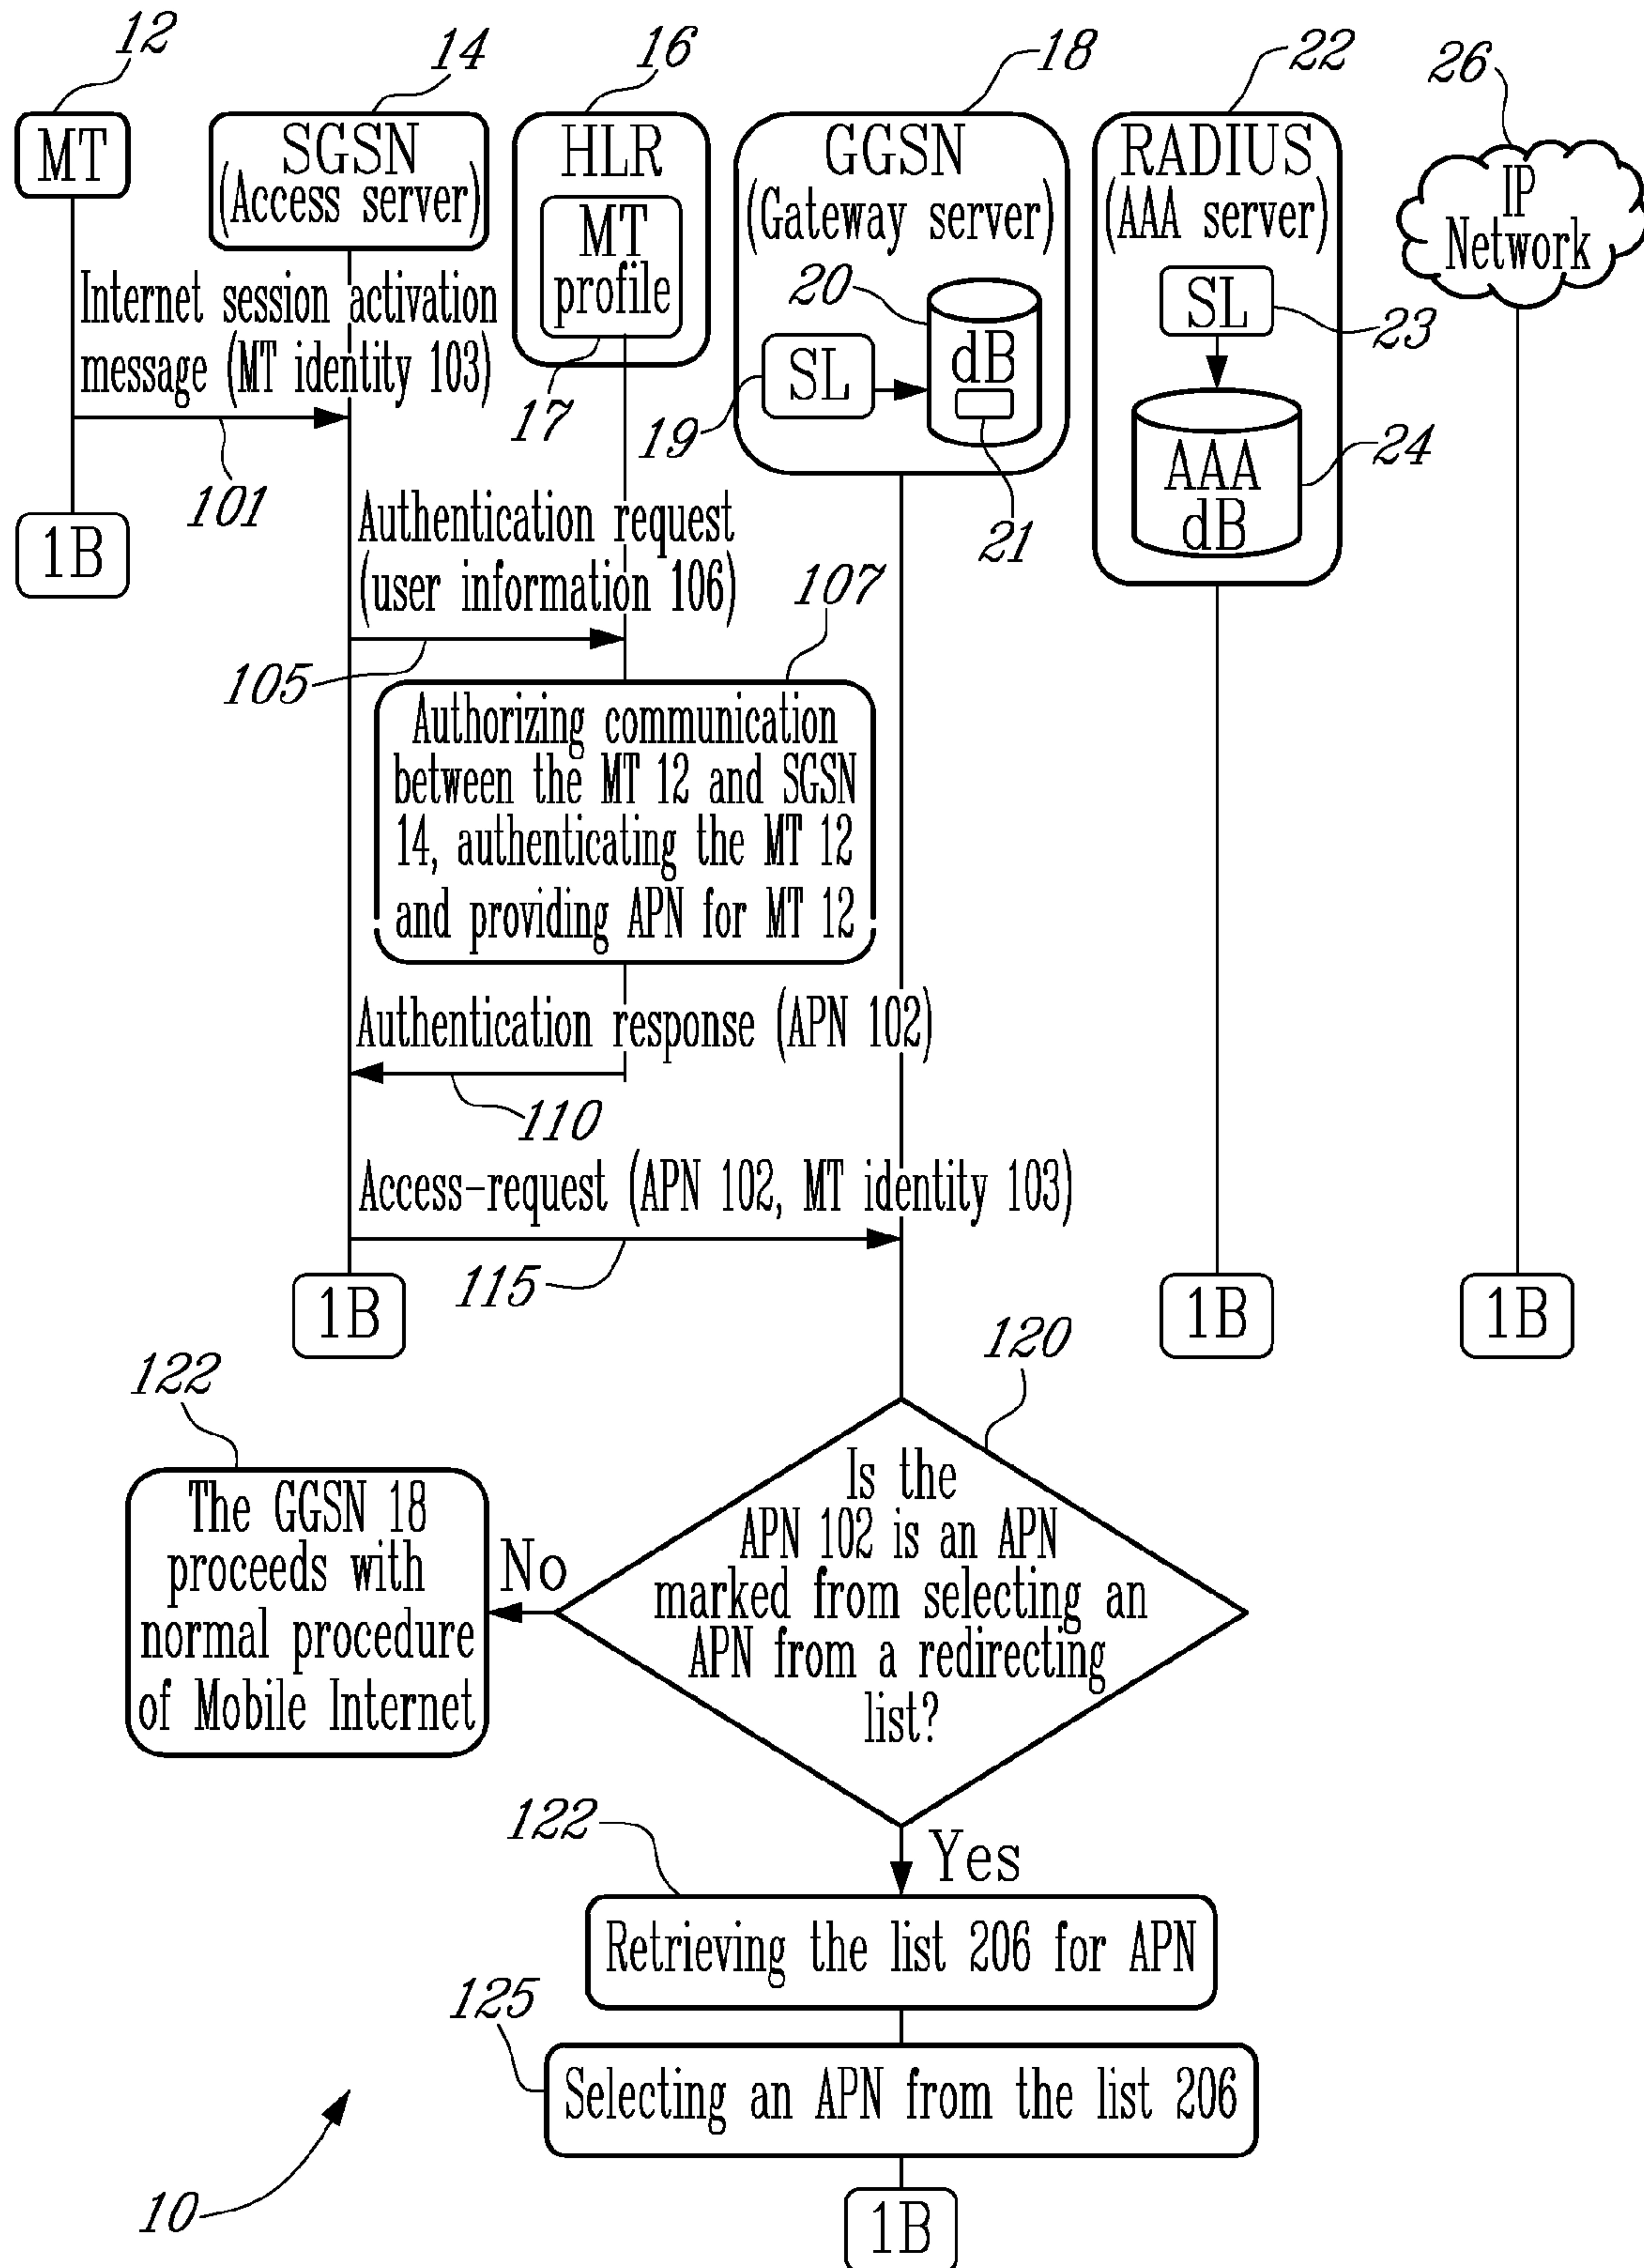 12
14
16
18
22
26
MT
SGSN
(Access server)
HLR
MT
profile
17
GGSN
(Gateway server)
20
dB
SL
19
21
RADIUS
(AAA server)
SL
23
AAA
dB
24
IP
Network
Internet session activation
message (MT identity 103)
101
1B
Authentication request
(user information 106)
105
107
Authorizing communication
between the MT 12 and SGSN
14, authenticating the MT 12
and providing APN for MT 12
Authentication response (APN 102)
110
Access-request (APN 102, MT identity 103)
115
1B
1B
1B
120
Is the
APN 102 is an APN
marked from selecting an
APN from a redirecting
list?
No
122
The GGSN 18
proceeds with
normal procedure
of Mobile Internet
Yes
122
Retrieving the list 206 for APN
125
Selecting an APN from the list 206
10
1B